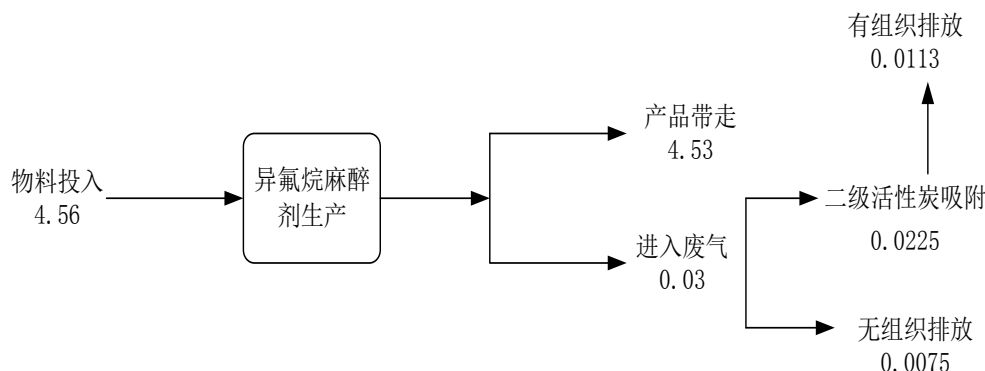 有组织排放
0.0113
产品带走
4.53
物料投入
4.56
异氟烷麻醉
剂生产
二级活性炭吸附
0.0225
进入废气
0.03
无组织排放
0.0075